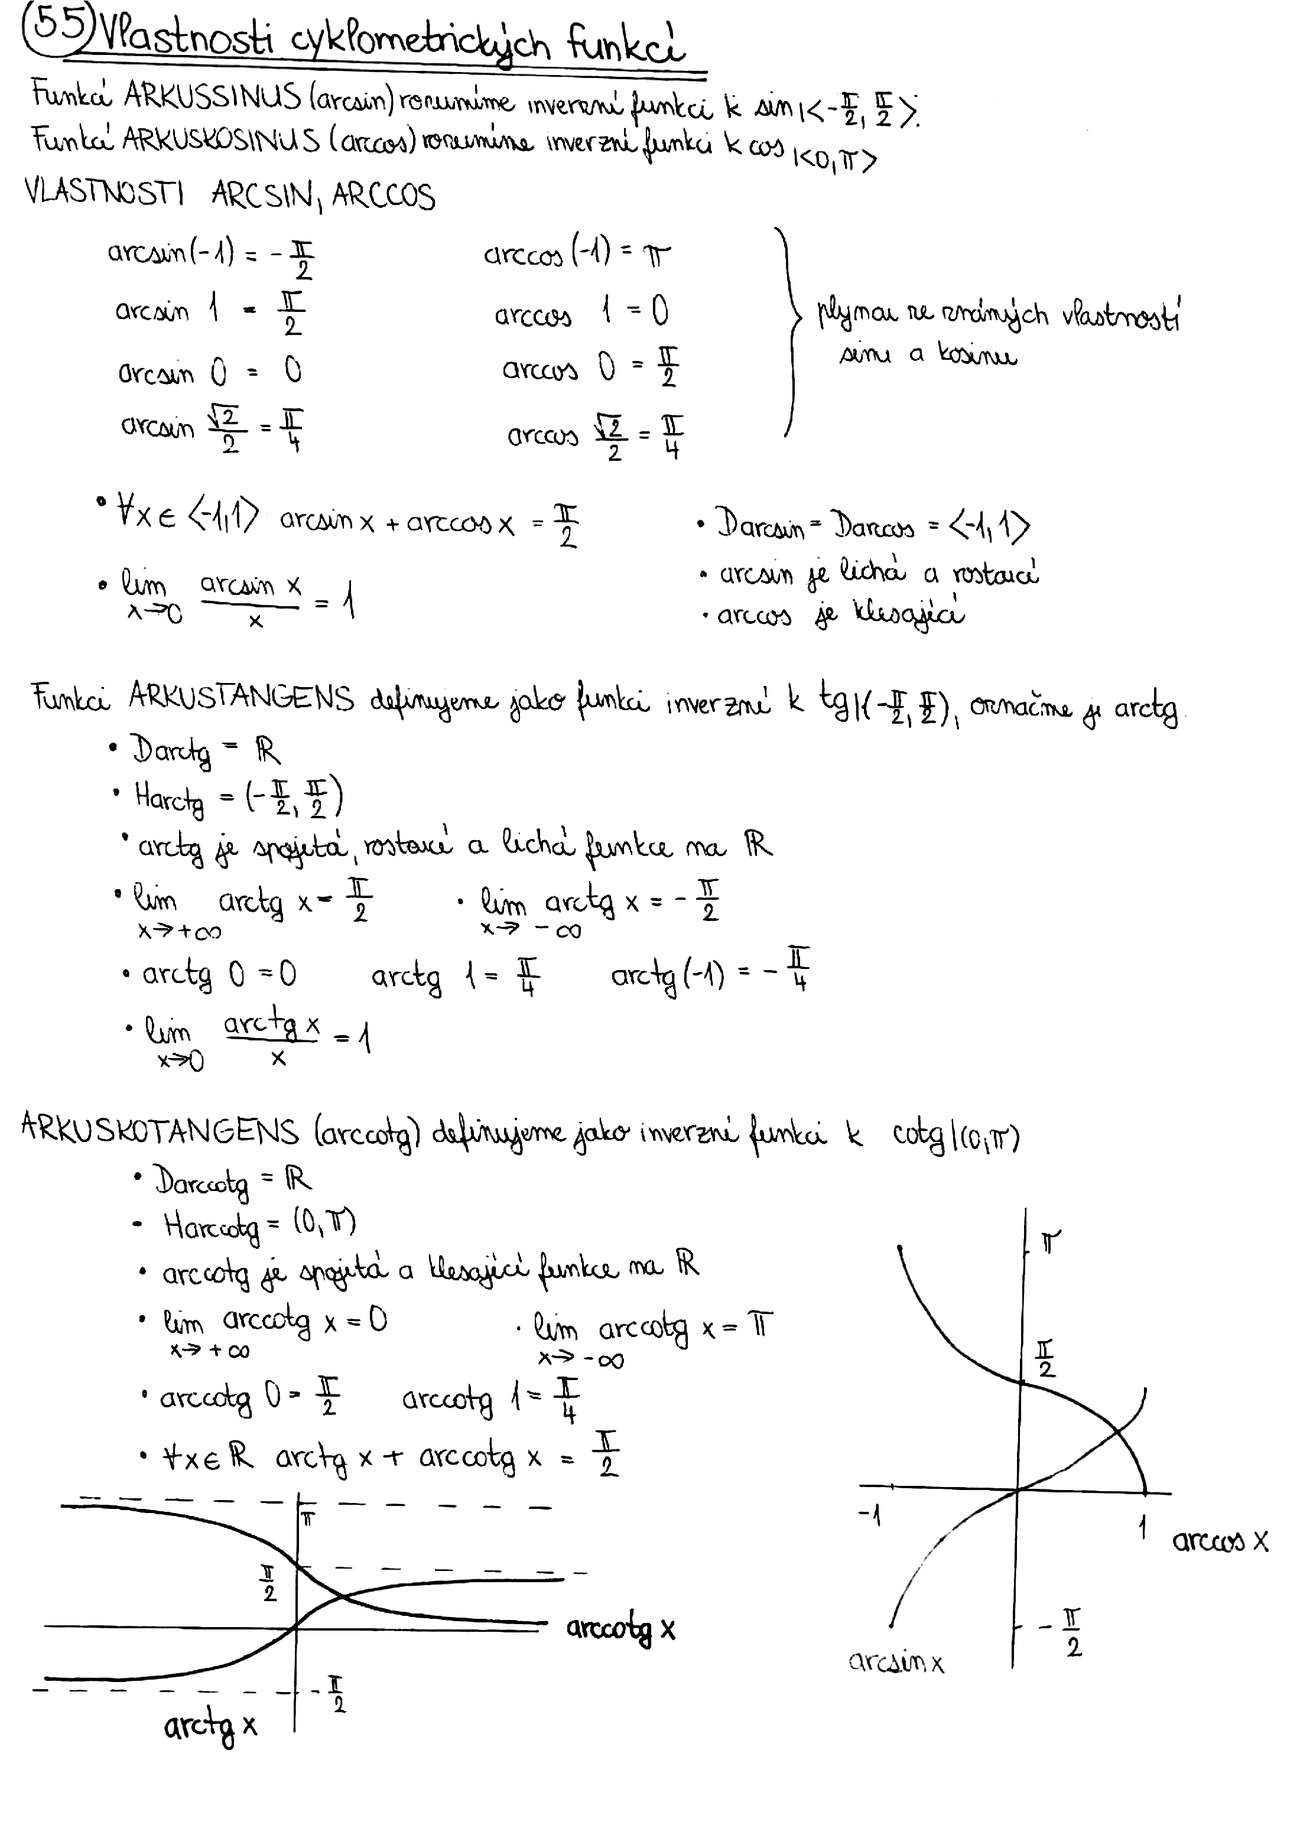 55 Vlastnosti cyklometrických funkcí
Funkcí ARKUSSINUS (arcsin) rozumíme inverzní funkci k sin|<-π/2, π/2>.
Funkcí ARKUSKOSINUS (arccos) rozumíme inverzní funkci k cos|<0,π>
VLASTNOSTI ARCSIN, ARCCOS
arcsin(-1) = -π/2 arccos(-1) = π
arcsin 1 = π/2 arccos 1 = 0
plynou ze známých vlastností
sinu a kosinu
arcsin 0 = 0 arccos 0 = π/2
arcsin √2/2 = π/4 arccos √2/2 = π/4
• ∀x∈<-1,1> arcsin x + arccos x = π/2 • Darcsin = Darccos = <-1,1>
• lim x→0 arcsin x / x = 1 • arcsin je lichá a rostoucí
• arccos je klesající
Funkci ARKUSTANGENS definujeme jako funkci inverzní k tg|(-π/2, π/2), označme ji arctg.
• Darctg = ℝ
• Harctg = (-π/2, π/2)
• arctg je spojitá, rostoucí a lichá funkce na ℝ
• lim x→+∞ arctg x = π/2 • lim x→-∞ arctg x = -π/2
• arctg 0 = 0 arctg 1 = π/4 arctg(-1) = -π/4
• lim x→0 arctg x / x = 1
ARKUSKOTANGENS (arccotg) definujeme jako inverzní funkci k cotg|(0,π)
• Darccotg = ℝ
- Harccotg = (0,π)
• arccotg je spojitá a klesající funkce na ℝ
• lim x→+∞ arccotg x = 0 • lim x→-∞ arccotg x = π
• arccotg 0 = π/2 arccotg 1 = π/4
• ∀x∈ℝ arctg x + arccotg x = π/2
π
π/2
arccotg x
-π/2
arctg x
π
π/2
-1
1
arccos x
-π/2
arcsin x